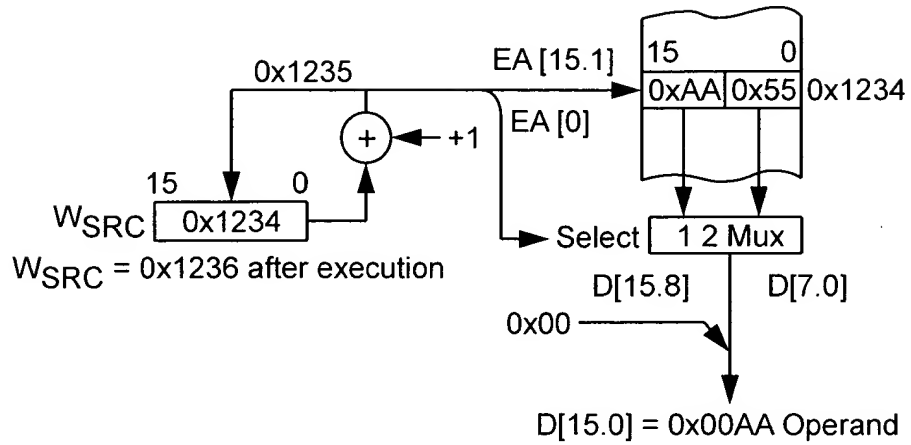 15 0
0x1235 EA [15.1]
0xAA 0x55 0x1234
EA [0]
+ +1
15 0
WSRC 0x1234
Select 1 2 Mux
WSRC = 0x1236 after execution
D[15.8] D[7.0]
0x00
D[15.0] = 0x00AA Operand